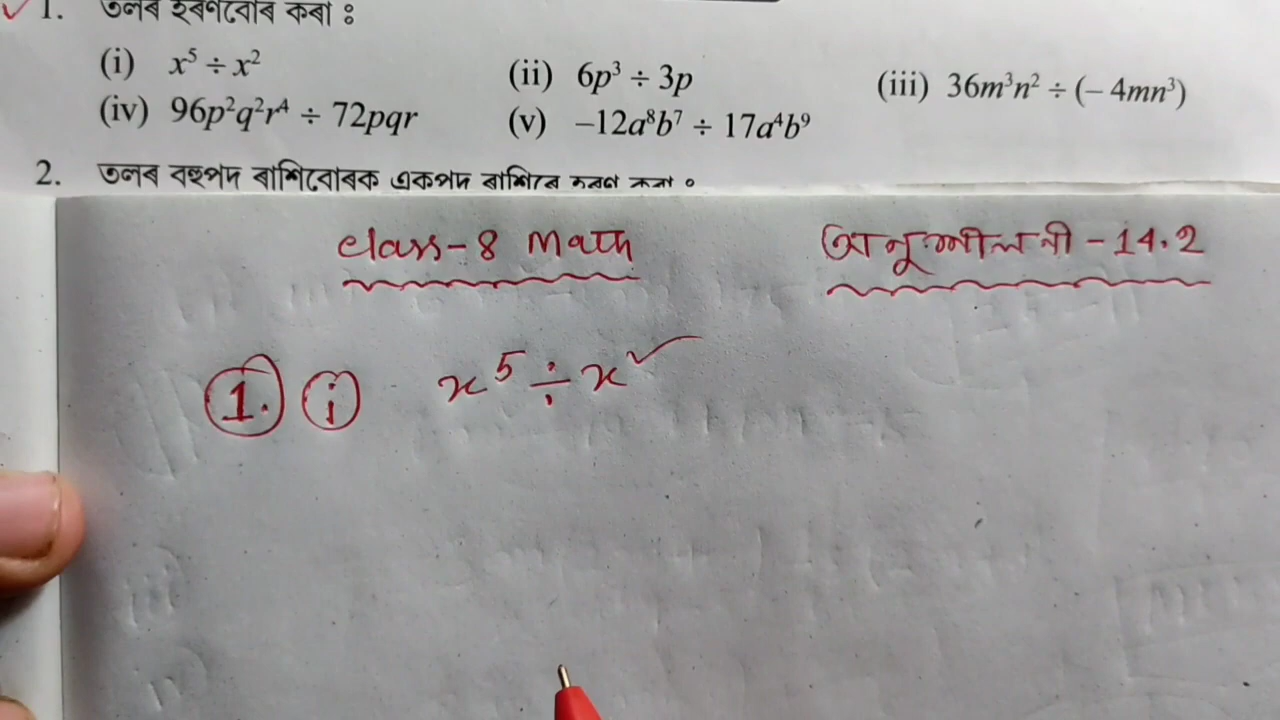 1. তলৰ হৰণবোৰ কৰা ঃ
(i) x⁵ ÷ x² (ii) 6p³ ÷ 3p (iii) 36m³n² ÷ (– 4mn³)
(iv) 96p²q²r⁴ ÷ 72pqr (v) –12a⁸b⁷ ÷ 17a⁴b⁹
2. তলৰ বহুপদ ৰাশিবোৰক একপদ ৰাশিৰে হৰণ কৰা ঃ
class-8 Math অনুশীলনী-14.2
1. i x⁵ ÷ x²